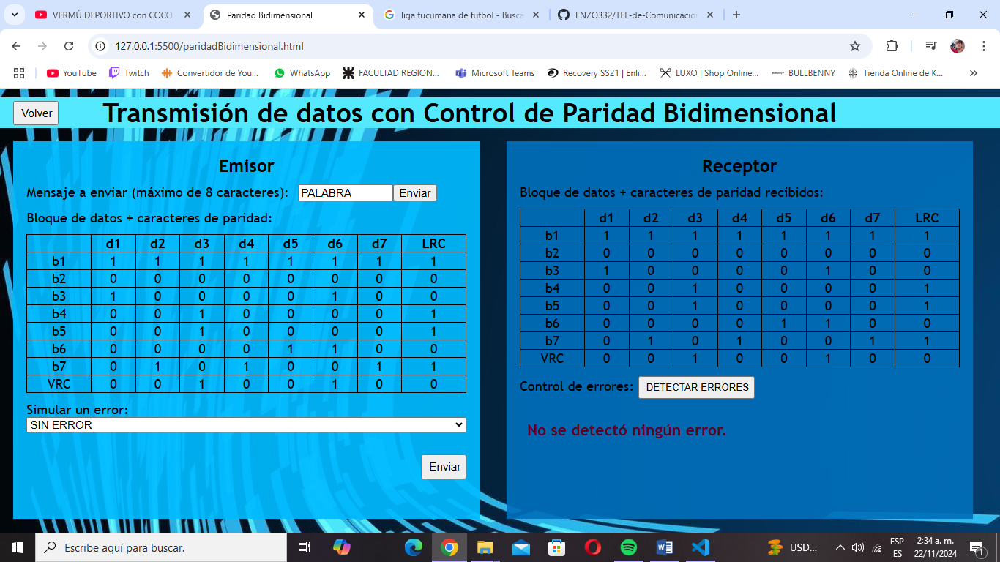 VERMÚ DEPORTIVO con COCO
Paridad Bidimensional
liga tucumana de futbol - Busca
ENZO332/TFL-de-Comunicacion
127.0.0.1:5500/paridadBidimensional.html
YouTube Twitch Convertidor de You... WhatsApp FACULTAD REGION... Microsoft Teams Recovery SS21 | Enli... LUXO | Shop Online... BULLBENNY Tienda Online de K...
Volver
Transmisión de datos con Control de Paridad Bidimensional
Emisor
Mensaje a enviar (máximo de 8 caracteres): PALABRA Enviar
Bloque de datos + caracteres de paridad:
d1 d2 d3 d4 d5 d6 d7 LRC
b1 1 1 1 1 1 1 1 1
b2 0 0 0 0 0 0 0 0
b3 1 0 0 0 0 1 0 0
b4 0 0 1 0 0 0 0 1
b5 0 0 1 0 0 0 0 1
b6 0 0 0 0 1 1 0 0
b7 0 1 0 1 0 0 1 1
VRC 0 0 1 0 0 1 0 0
Simular un error:
SIN ERROR
Enviar
Receptor
Bloque de datos + caracteres de paridad recibidos:
d1 d2 d3 d4 d5 d6 d7 LRC
b1 1 1 1 1 1 1 1 1
b2 0 0 0 0 0 0 0 0
b3 1 0 0 0 0 1 0 0
b4 0 0 1 0 0 0 0 1
b5 0 0 1 0 0 0 0 1
b6 0 0 0 0 1 1 0 0
b7 0 1 0 1 0 0 1 1
VRC 0 0 1 0 0 1 0 0
Control de errores: DETECTAR ERRORES
No se detectó ningún error.
Escribe aquí para buscar.
USD...
ESP
ES
2:34 a. m.
22/11/2024
1